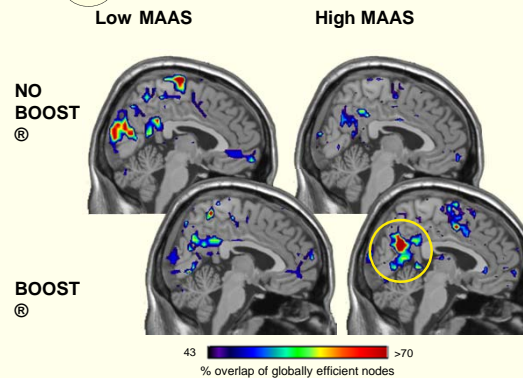 Low MAAS
High MAAS
NO
BOOST
®
BOOST
®
43
>70
% overlap of globally efficient nodes